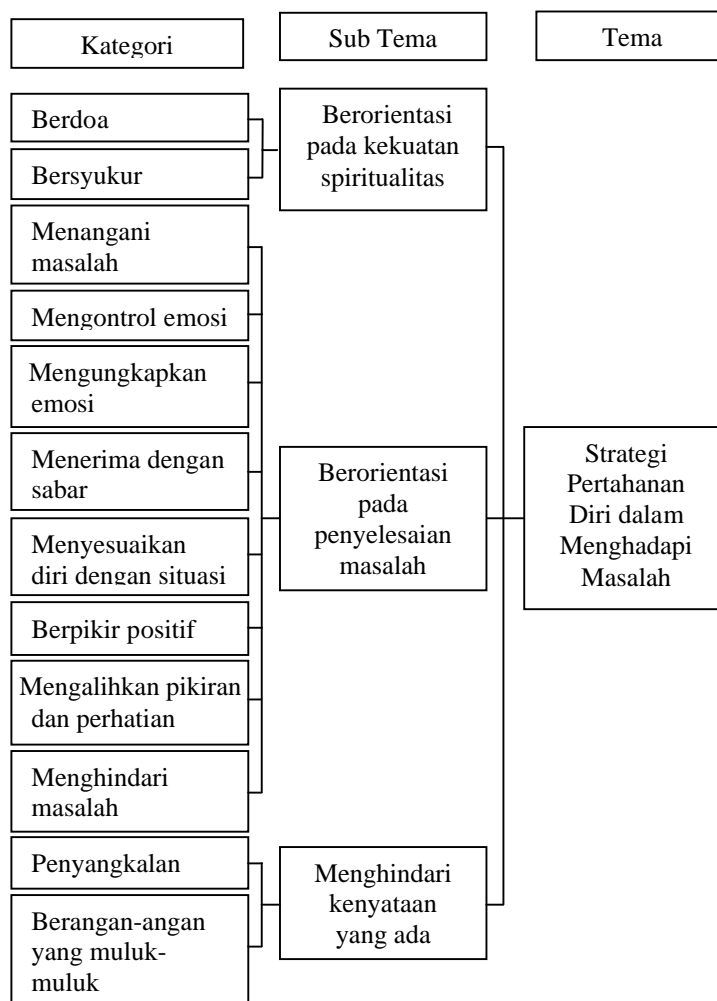 Kategori
Sub Tema
Tema
Berdoa
Bersyukur
Berorientasi
pada kekuatan
spiritualitas
Menangani
masalah
Mengontrol emosi
Mengungkapkan
emosi
Menerima dengan
sabar
Menyesuaikan
diri dengan situasi
Berpikir positif
Mengalihkan pikiran
dan perhatian
Menghindari
masalah
Berorientasi
pada
penyelesaian
masalah
Strategi
Pertahanan
Diri dalam
Menghadapi
Masalah
Penyangkalan
Berangan-angan
yang muluk-
muluk
Menghindari
kenyataan
yang ada